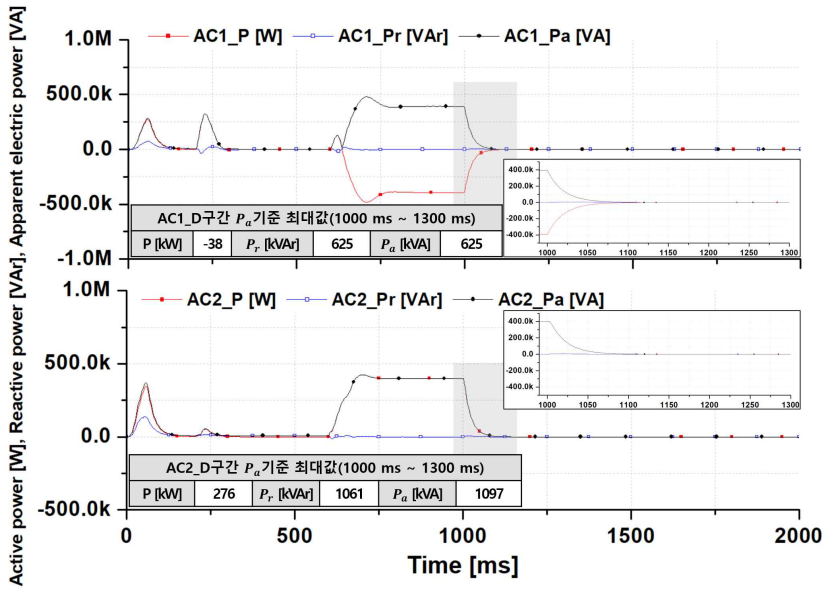 Active power [W], Reactive power [VAr], Apparent electric power [VA]
1.0M
AC1_P [W] AC1_Pr [VAr] AC1_Pa [VA]
500.0k
0.0
-500.0k
-1.0M
AC1_D구간 Pa기준 최대값(1000 ms ~ 1300 ms)
P [kW] -38 Pr [kVAr] 625 Pa [kVA] 625
400.0k
200.0k
0.0
-200.0k
-400.0k
1000 1050 1100 1150 1200 1250 1300
1.0M
AC2_P [W] AC2_Pr [VAr] AC2_Pa [VA]
500.0k
0.0
-500.0k
400.0k
200.0k
0.0
-200.0k
-400.0k
1000 1050 1100 1150 1200 1250 1300
AC2_D구간 Pa기준 최대값(1000 ms ~ 1300 ms)
P [kW] 276 Pr [kVAr] 1061 Pa [kVA] 1097
0 500 1000 1500 2000
Time [ms]